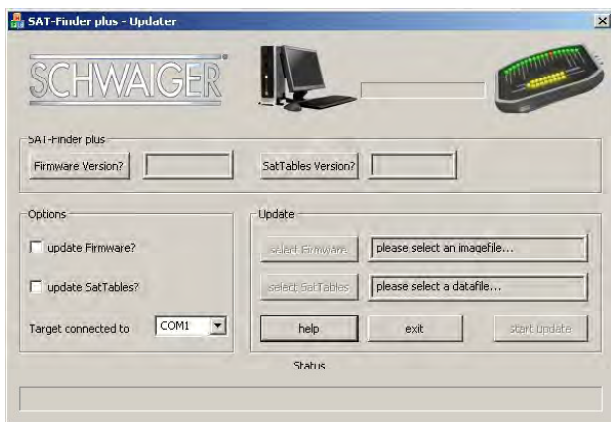 SAT-Finder plus - Updater
SCHWAIGER®
SAT-Finder plus
Firmware Version?
SatTables Version?
Options
Update
update Firmware?
select Firmware
please select an imagefile...
update SatTables?
select SatTables
please select a datafile...
Target connected to
COM1
help
exit
start update
Status